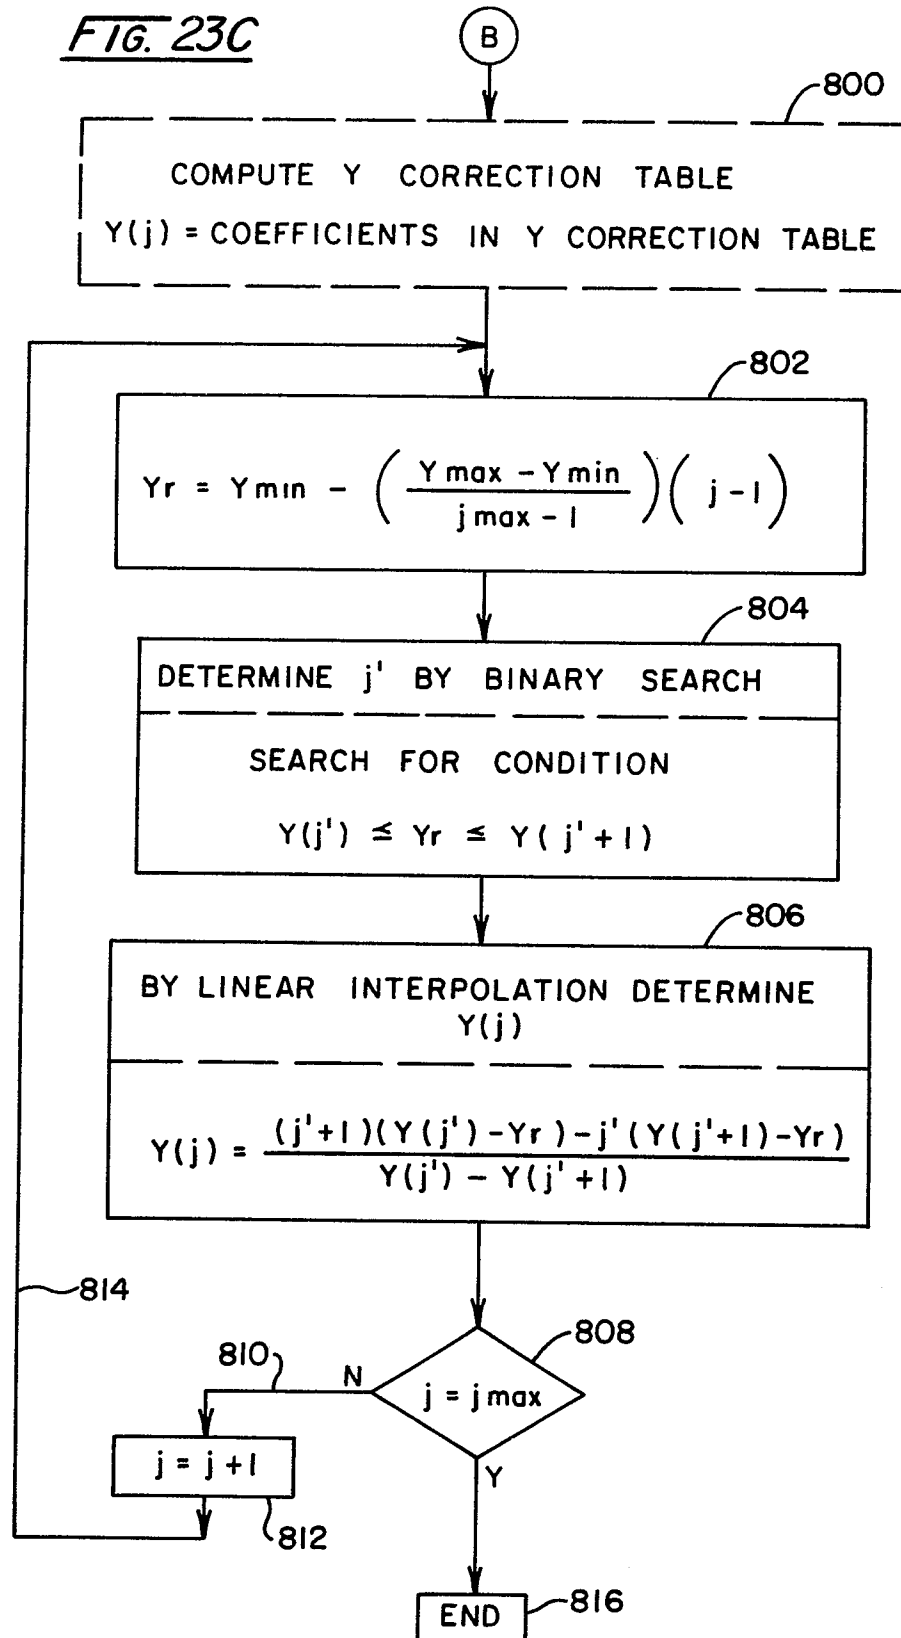 FIG. 23C
B
800
COMPUTE Y CORRECTION TABLE
Y(j) = COEFFICIENTS IN Y CORRECTION TABLE
802
Yr = Ymin - ( Ymax - Ymin / jmax - 1 ) ( j - 1 )
804
DETERMINE j' BY BINARY SEARCH
SEARCH FOR CONDITION
Y(j') ≤ Yr ≤ Y(j'+1)
806
BY LINEAR INTERPOLATION DETERMINE
Y(j)
Y(j) = (j'+1)(Y(j') - Yr) - j'(Y(j'+1) - Yr) / Y(j') - Y(j'+1)
814
808
810
N
j = jmax
j = j+1
Y
812
816
END